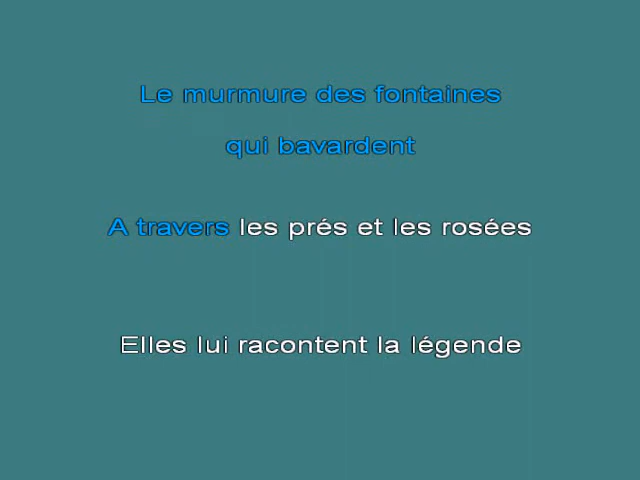 Le murmure des fontaines
qui bavardent
A travers les prés et les rosées
Elles lui racontent la légende